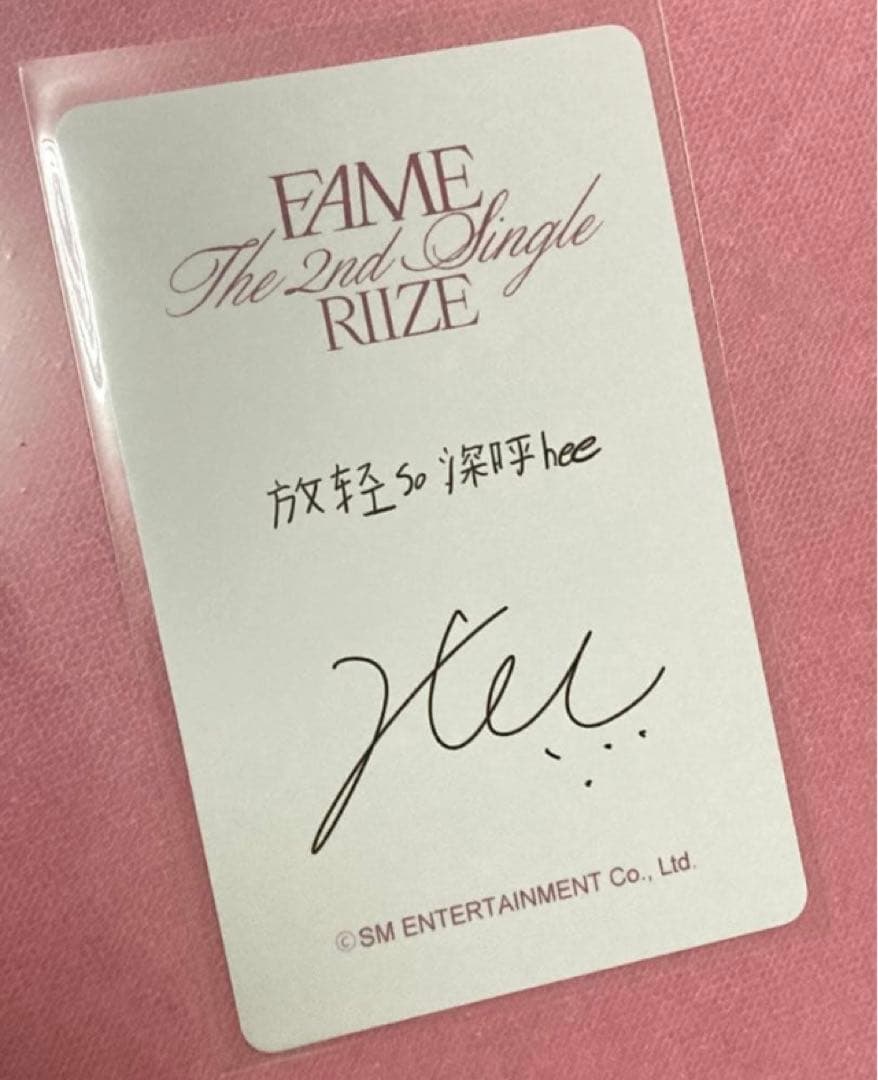 FAME
The 2nd Single
RIIZE
放轻so 深呼hee
©SM ENTERTAINMENT Co., Ltd.